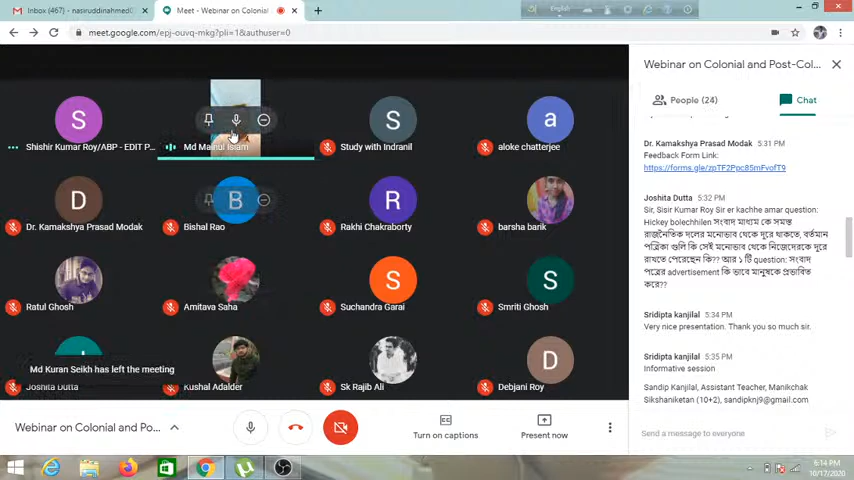 Inbox (467) - nasiruddinahmed
Meet - Webinar on Colonial
English
meet.google.com/epj-ouvq-mkg?pli=1&authuser=0
Webinar on Colonial and Post-Col...
People (24)
Chat
S
Shishir Kumar Roy/ABP - EDIT P...
Md Mainul Islam
S
Study with Indranil
a
aloke chatterjee
D
Dr. Kamakshya Prasad Modak
B
Bishal Rao
R
Rakhi Chakraborty
barsha barik
Ratul Ghosh
Amitava Saha
S
Suchandra Garai
S
Smriti Ghosh
Md Kuran Seikh has left the meeting
Joshita Dutta
Kushal Adalder
Sk Rajib Ali
D
Debjani Roy
Dr. Kamakshya Prasad Modak 5:31 PM
Feedback Form Link:
https://forms.gle/zpTF2Ppc85mFvofT9
Joshita Dutta 5:32 PM
Sir, Sisir Kumar Roy Sir er kachhe amar question:
Hickey bolechhilen সংবাদ মাধ্যম কে সমস্ত
রাজনৈতিক দলের মনোভাব থেকে দূরে থাকতে, বর্তমান
পত্রিকা গুলি কি সেই মনোভাব থেকে নিজেদেরকে দূরে
রাখতে পেরেছেন কি?? আর ১ টি question: সংবাদ
পত্রের advertisement কি ভাবে মানুষকে প্রভাবিত
করে??
Sridipta kanjilal 5:34 PM
Very nice presentation. Thank you so much sir.
Sridipta kanjilal 5:35 PM
Informative session
Sandip Kanjilal, Assistant Teacher, Manikchak
Sikshaniketan (10+2), sandipknj9@gmail.com
Send a message to everyone
Webinar on Colonial and Po...
Turn on captions
Present now
6:14 PM
10/17/2020